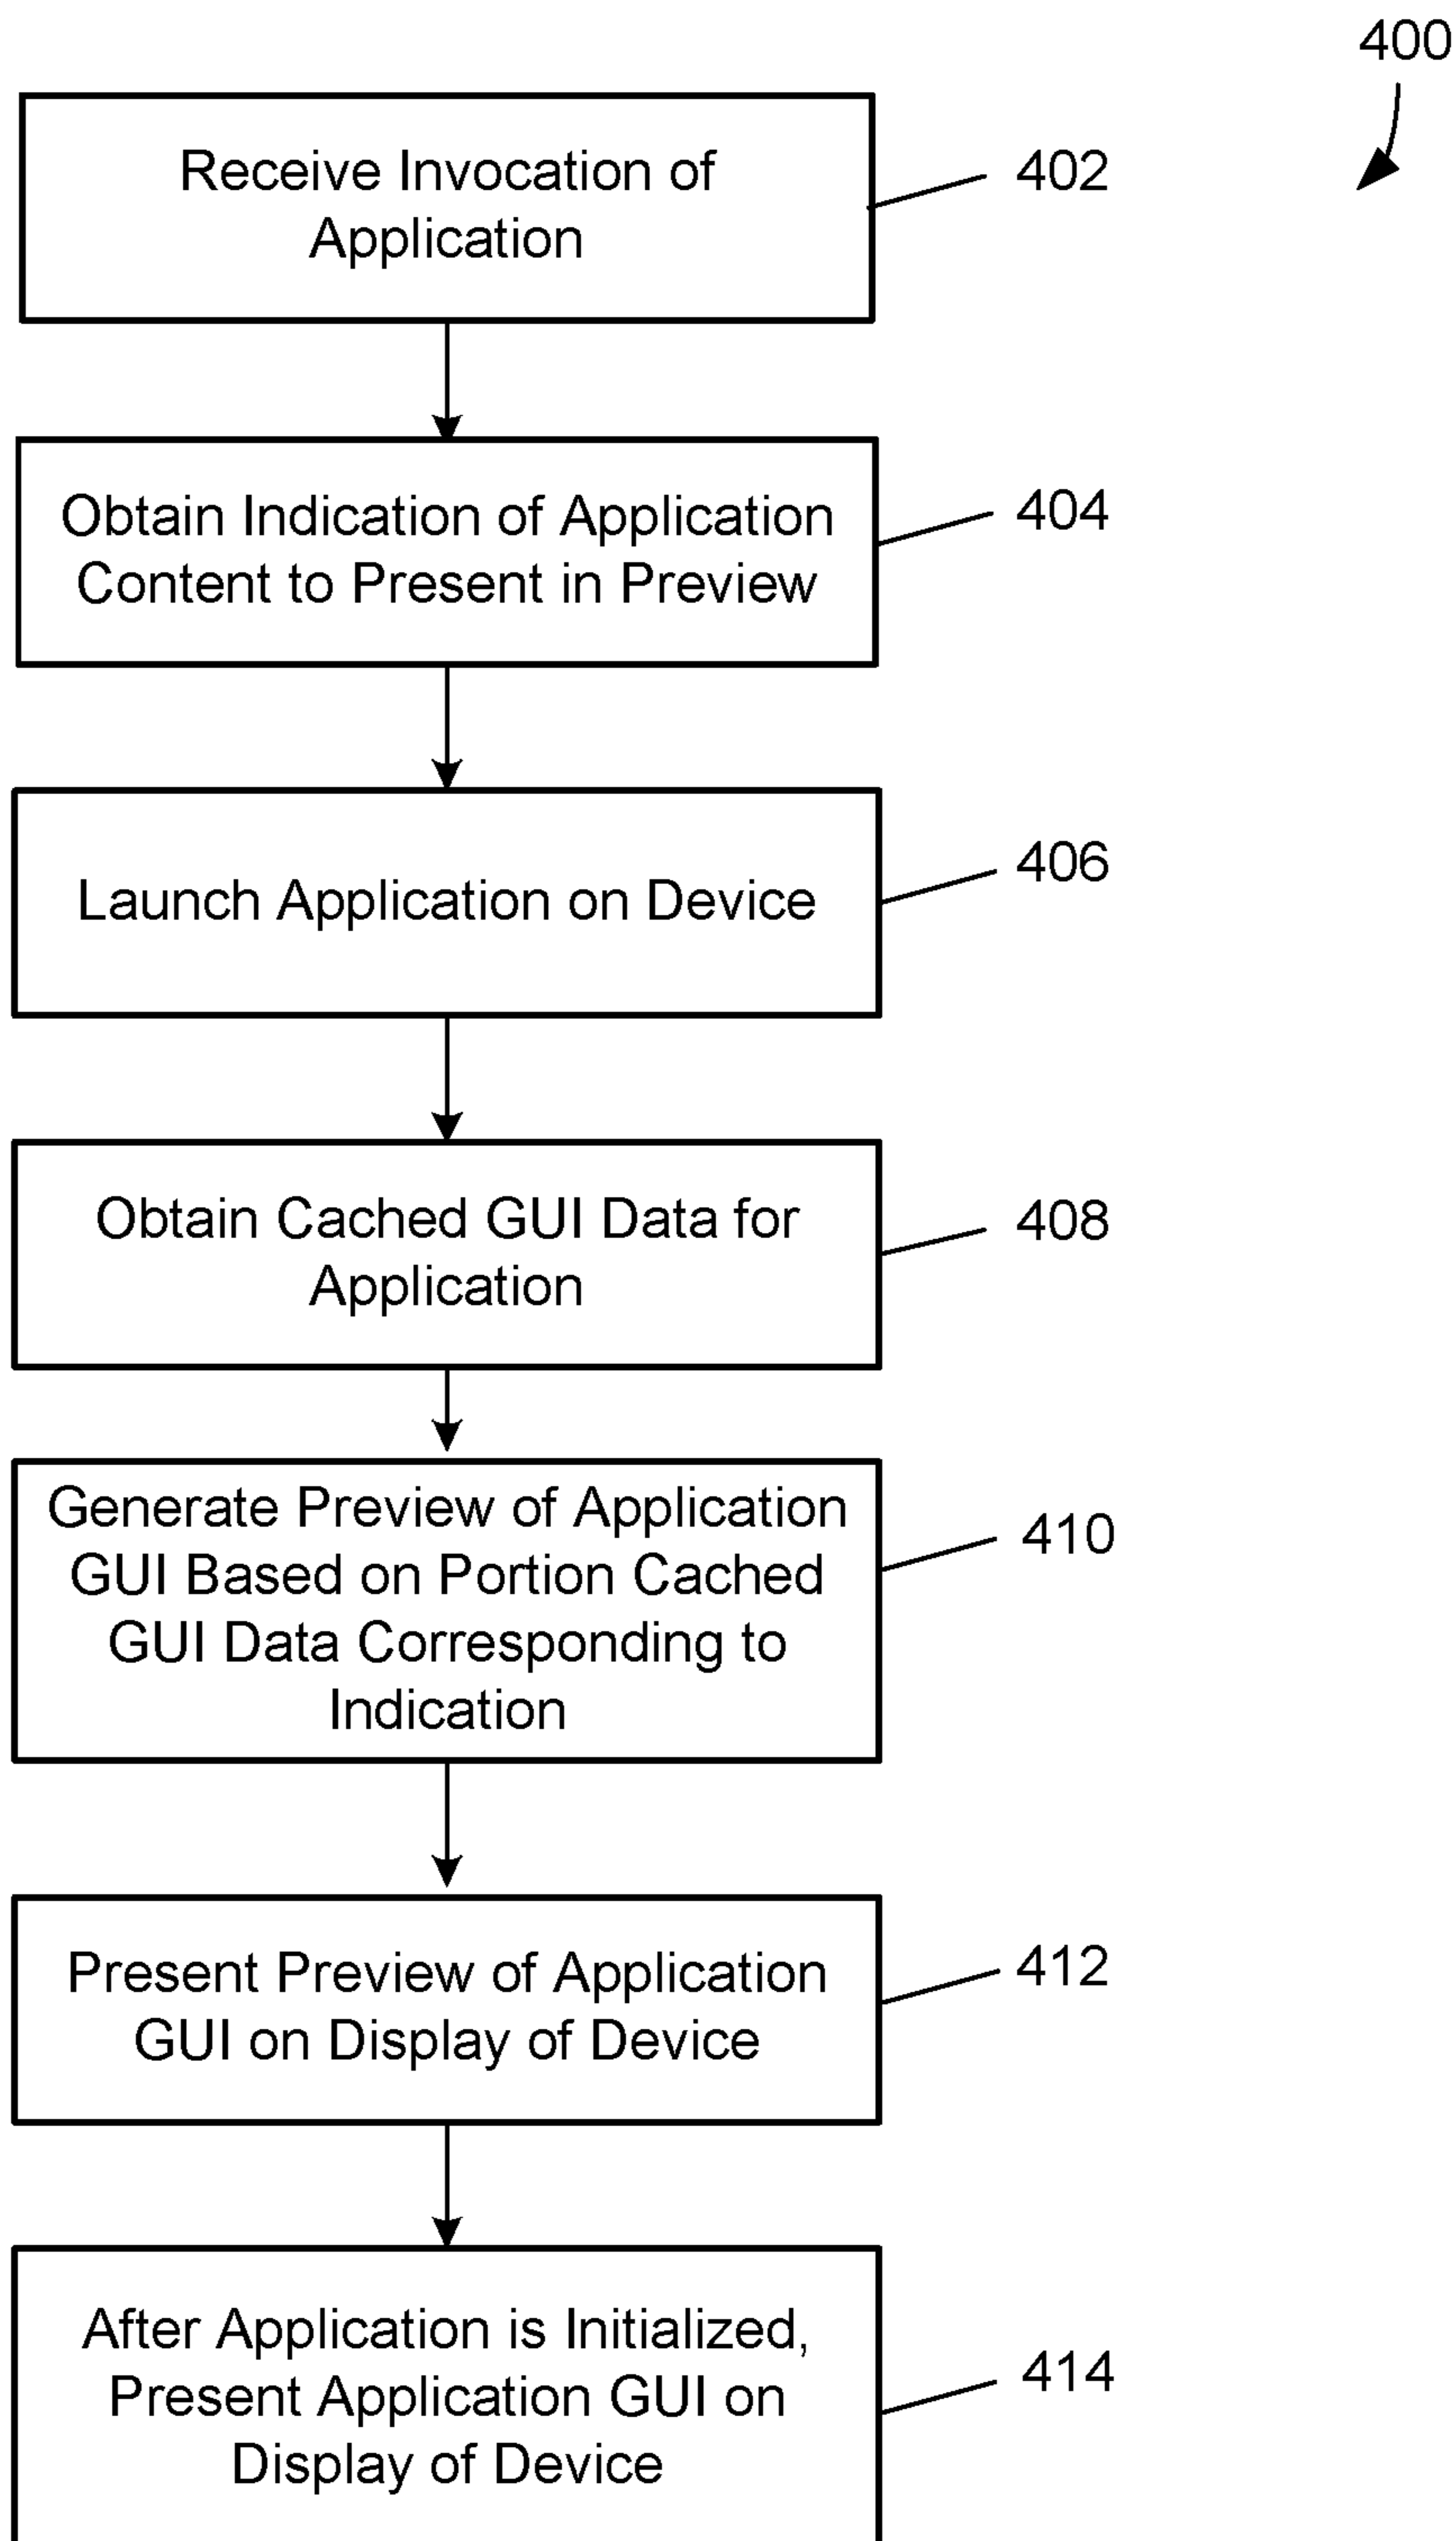 400
Receive Invocation of
Application
402
Obtain Indication of Application
Content to Present in Preview
404
Launch Application on Device
406
Obtain Cached GUI Data for
Application
408
Generate Preview of Application
GUI Based on Portion Cached
GUI Data Corresponding to
Indication
410
Present Preview of Application
GUI on Display of Device
412
After Application is Initialized,
Present Application GUI on
Display of Device
414